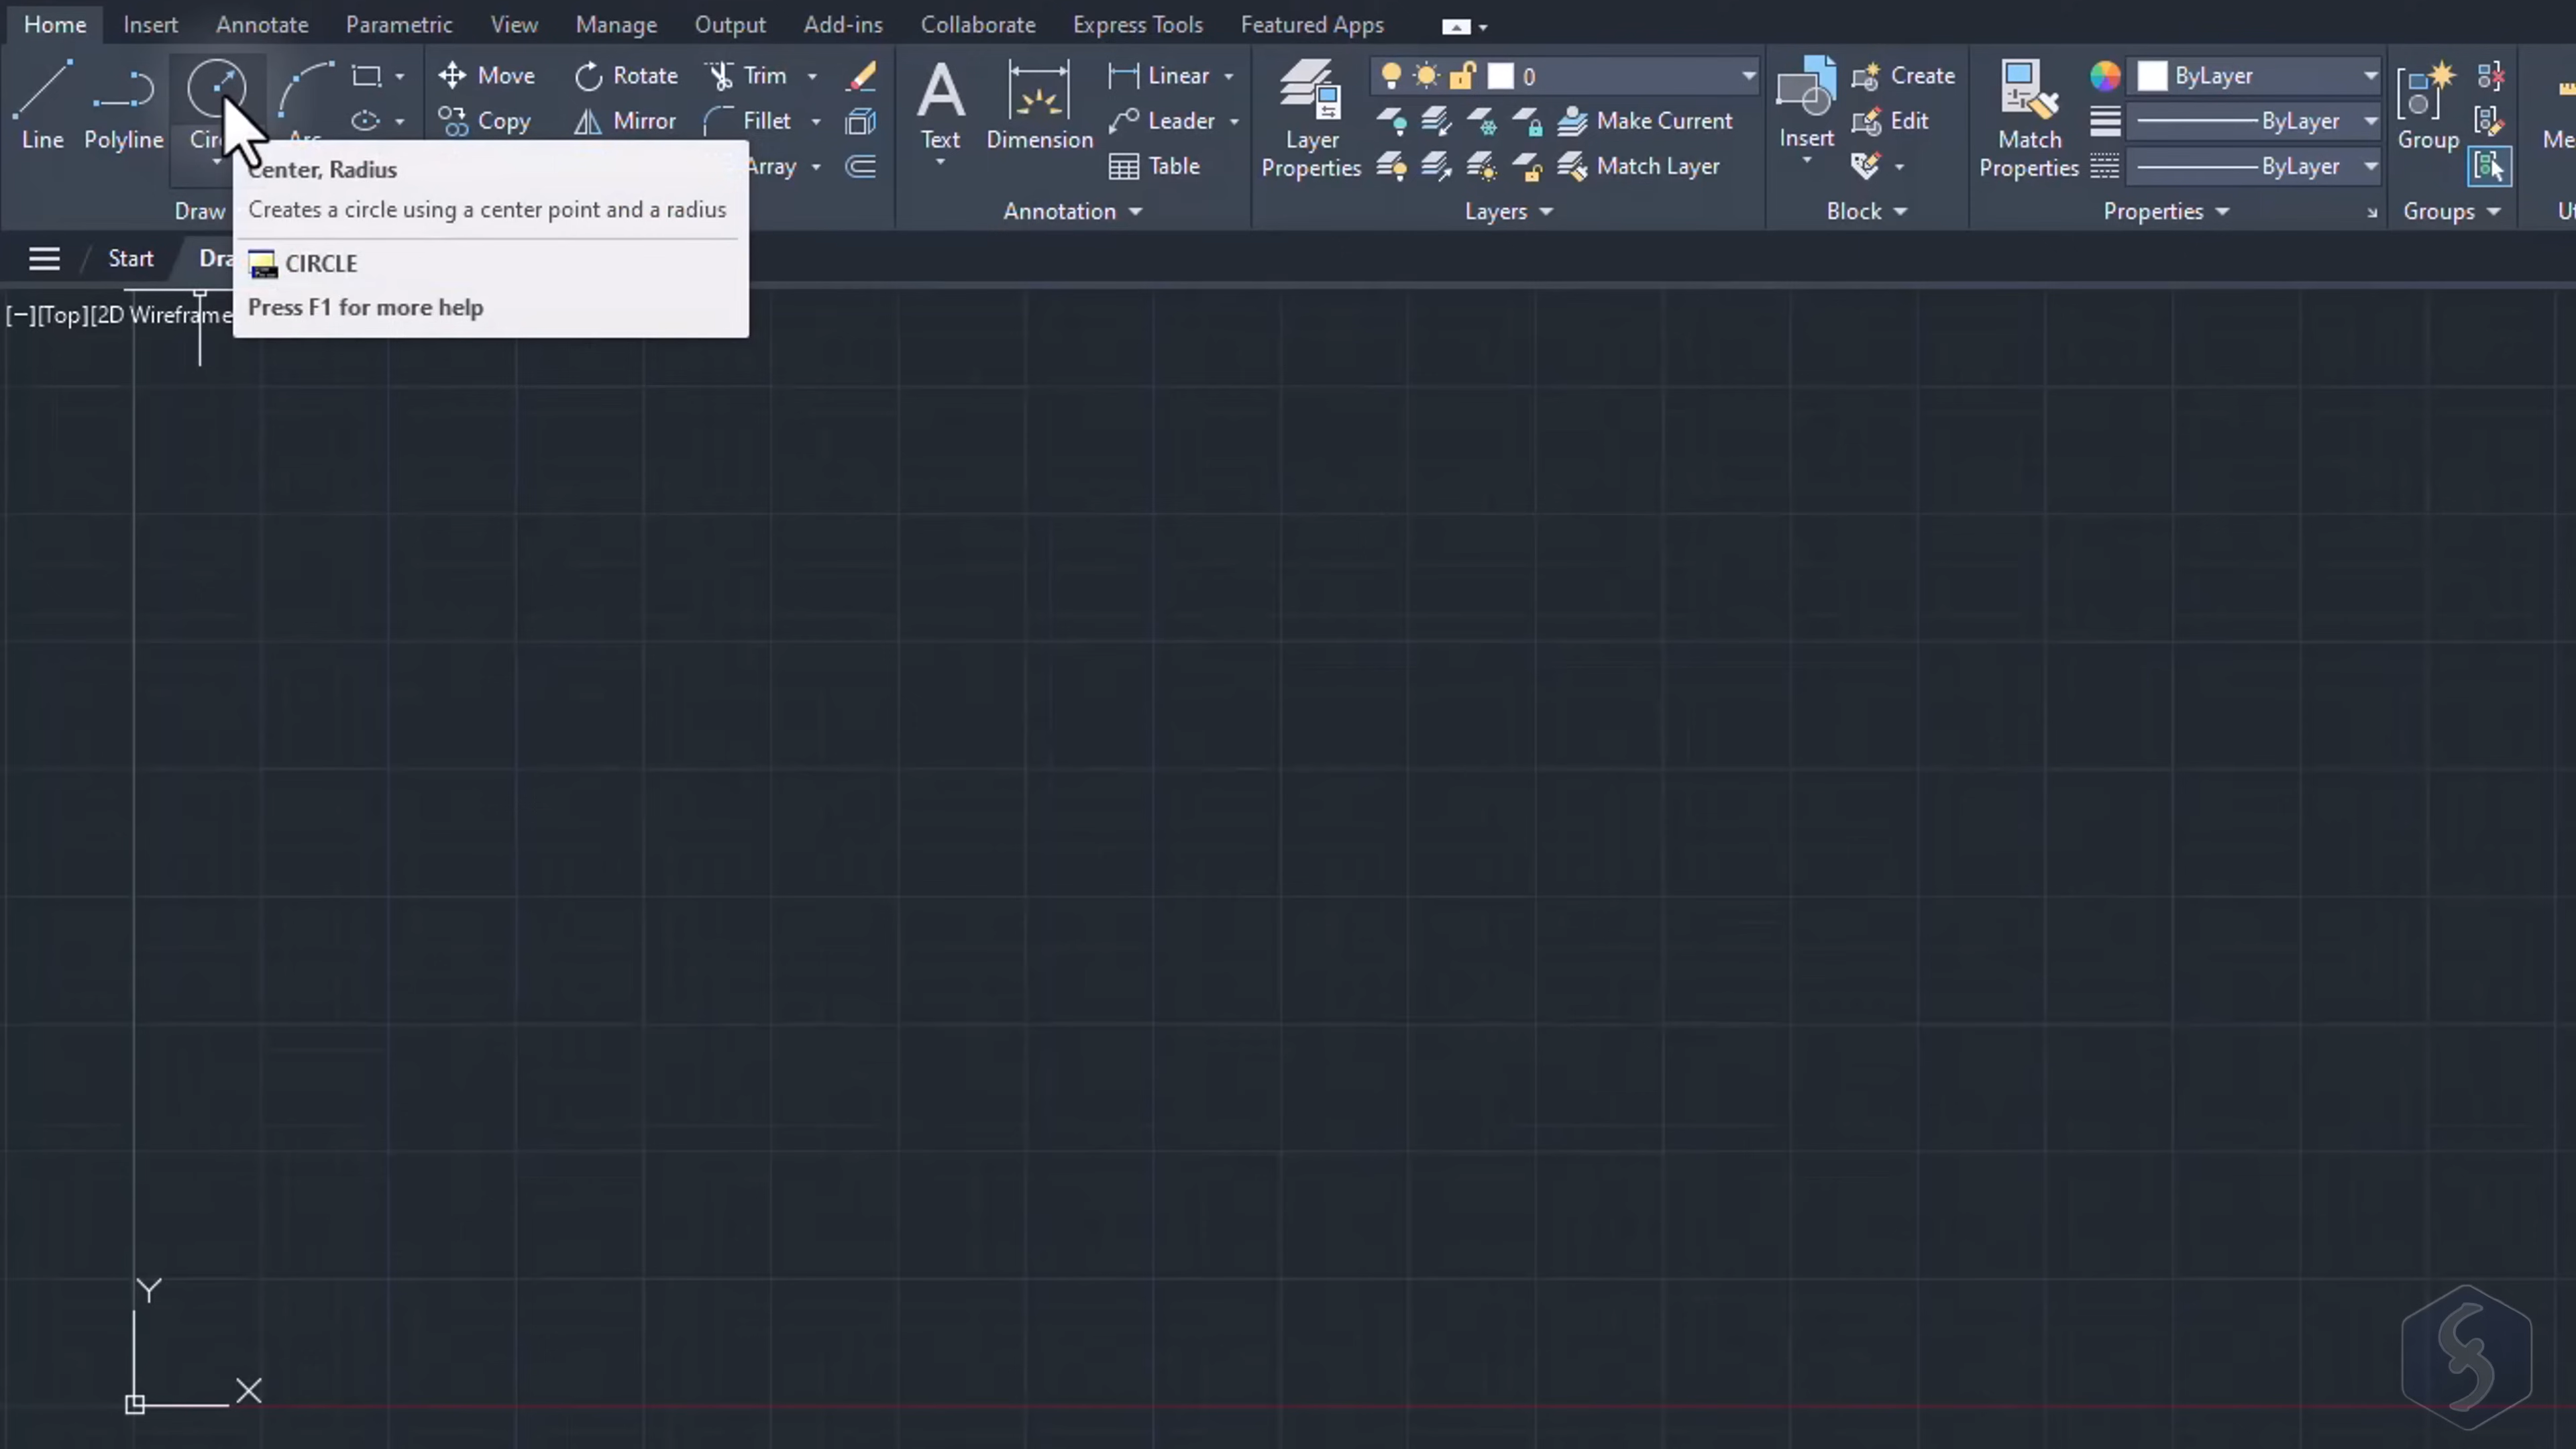 Home Insert Annotate Parametric View Manage Output Add-ins Collaborate Express Tools Featured Apps
Move Rotate Trim Linear 0 Create ByLayer
Copy Mirror Fillet Leader Make Current Edit ByLayer
Line Polyline Text Dimension Layer Properties Insert Match Properties Group
Array Table Match Layer ByLayer
Draw Annotation Layers Block Properties Groups
Start
Center, Radius
Creates a circle using a center point and a radius
CIRCLE
Press F1 for more help
[−][Top][2D Wireframe
Y
X